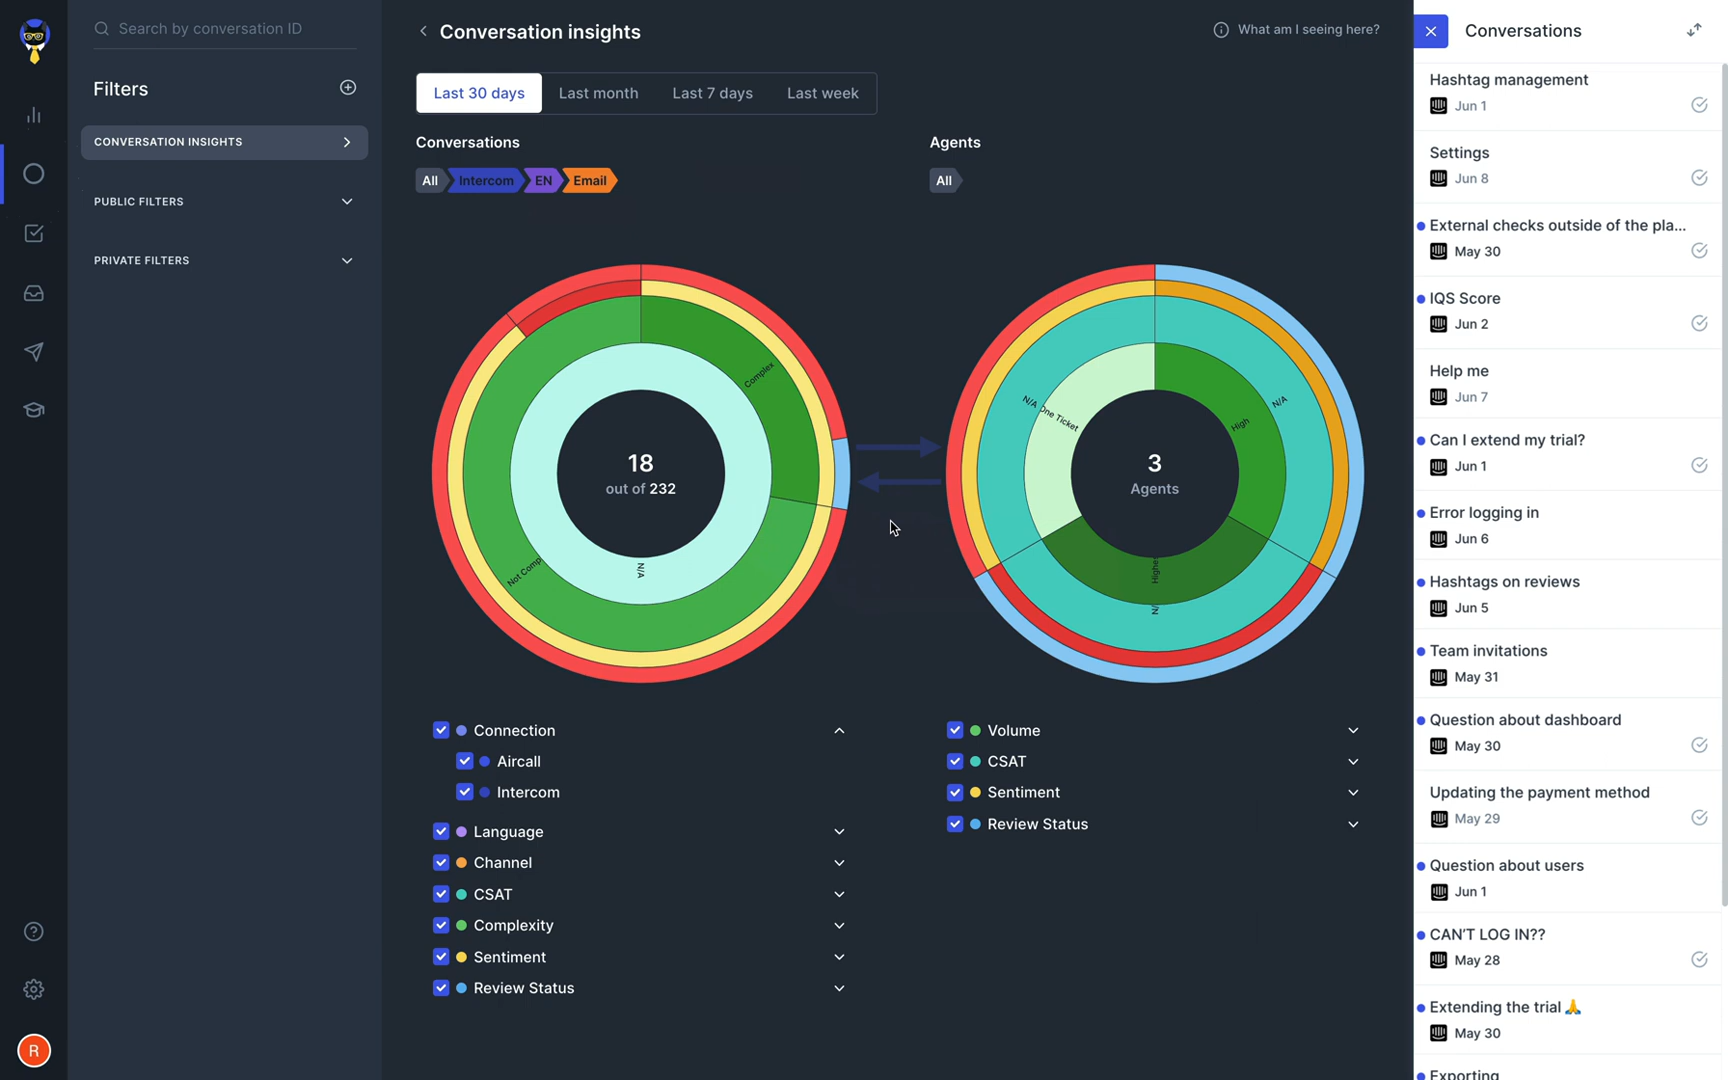 Search by conversation ID
Filters
CONVERSATION INSIGHTS
PUBLIC FILTERS
PRIVATE FILTERS
R
Conversation insights
What am I seeing here?
Last 30 days
Last month
Last 7 days
Last week
Conversations
All
Intercom
EN
Email
Agents
All
Complex
Not Comp
N/A
18
out of 232
N/A
One Ticket
High
N/A
Highe
N/
3
Agents
Connection
Aircall
Intercom
Language
Channel
CSAT
Complexity
Sentiment
Review Status
Volume
CSAT
Sentiment
Review Status
Conversations
Hashtag management
Jun 1
Settings
Jun 8
External checks outside of the pla...
May 30
IQS Score
Jun 2
Help me
Jun 7
Can I extend my trial?
Jun 1
Error logging in
Jun 6
Hashtags on reviews
Jun 5
Team invitations
May 31
Question about dashboard
May 30
Updating the payment method
May 29
Question about users
Jun 1
CAN'T LOG IN??
May 28
Extending the trial 🙏
May 30
Exporting